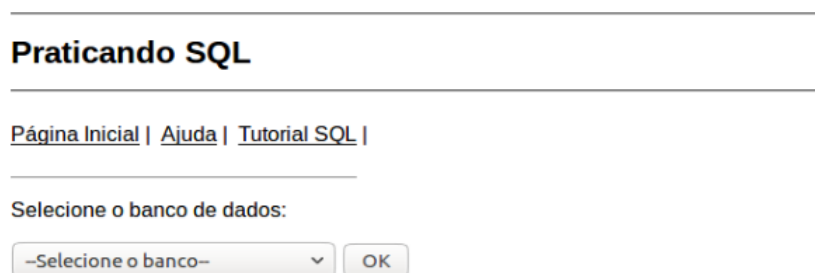 Praticando SQL
Página Inicial | Ajuda | Tutorial SQL |
Selecione o banco de dados:
--Selecione o banco-- OK